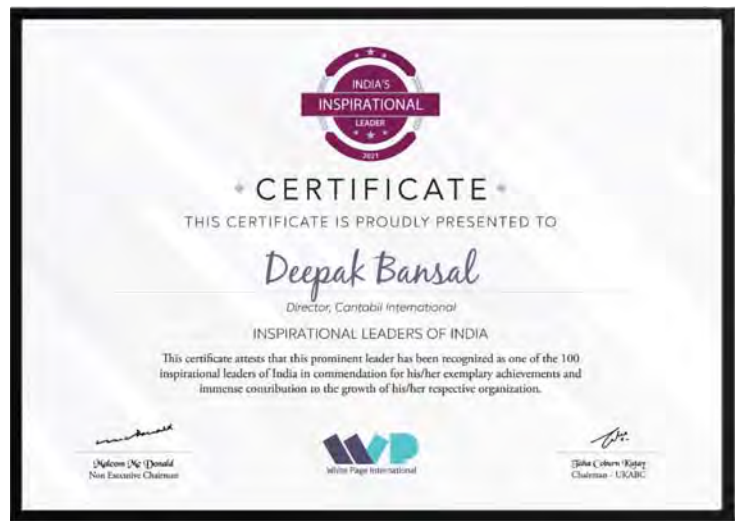 INDIA'S
INSPIRATIONAL
LEADER
2021
CERTIFICATE
THIS CERTIFICATE IS PROUDLY PRESENTED TO
Deepak Bansal
Director, Cantabil International
INSPIRATIONAL LEADERS OF INDIA
This certificate attests that this prominent leader has been recognized as one of the 100
inspirational leaders of India in commendation for his/her exemplary achievements and
immense contribution to the growth of his/her respective organization.
Malcom Mc Donald
Non Executive Chairman
WP
White Page International
Chairman - UKABC